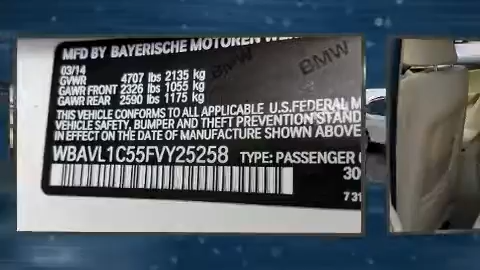 MFD BY BAYERISCHE MOTOREN
BMW
BMW
03/14
GVWR 4707 lbs 2135 kg
GAWR FRONT 2326 lbs 1055 kg
GAWR REAR 2590 lbs 1175 kg
THIS VEHICLE CONFORMS TO ALL APPLICABLE U.S.FEDERAL M
VEHICLE SAFETY, BUMPER AND THEFT PREVENTION STAND
IN EFFECT ON THE DATE OF MANUFACTURE SHOWN ABOVE
WBAVL1C55FVY25258 TYPE: PASSENGER
30
731